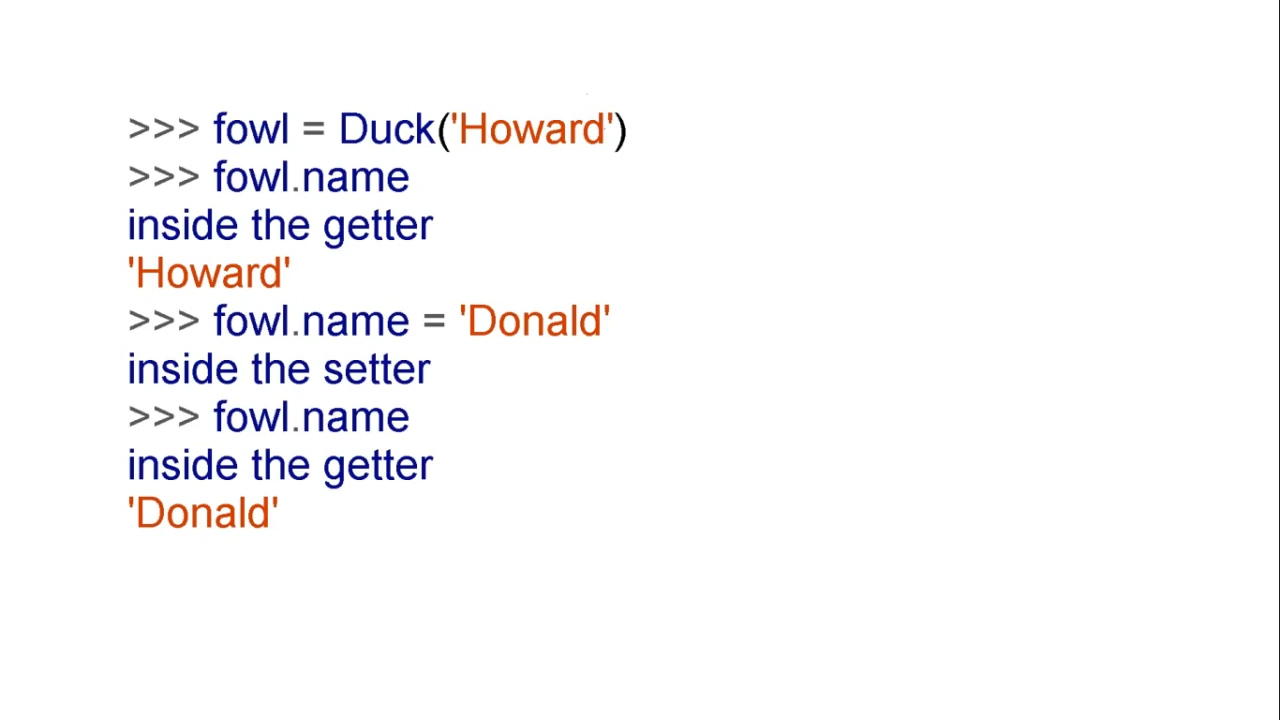 >>> fowl = Duck('Howard')
>>> fowl.name
inside the getter
'Howard'
>>> fowl.name = 'Donald'
inside the setter
>>> fowl.name
inside the getter
'Donald'